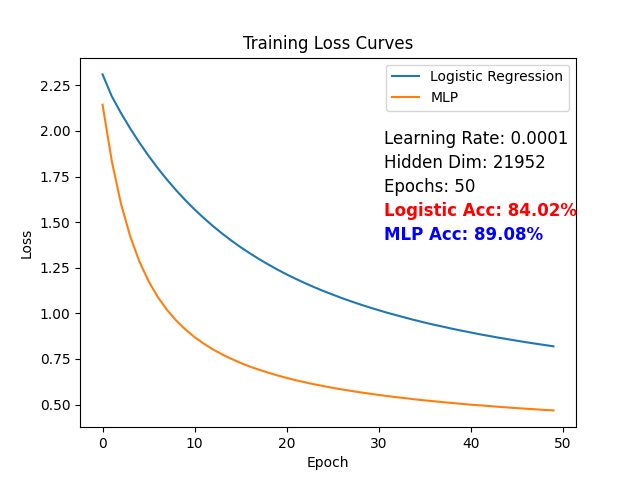 Training Loss Curves
Logistic Regression
MLP
Learning Rate: 0.0001
Hidden Dim: 21952
Epochs: 50
Logistic Acc: 84.02%
MLP Acc: 89.08%
Loss
2.25
2.00
1.75
1.50
1.25
1.00
0.75
0.50
0 10 20 30 40 50
Epoch